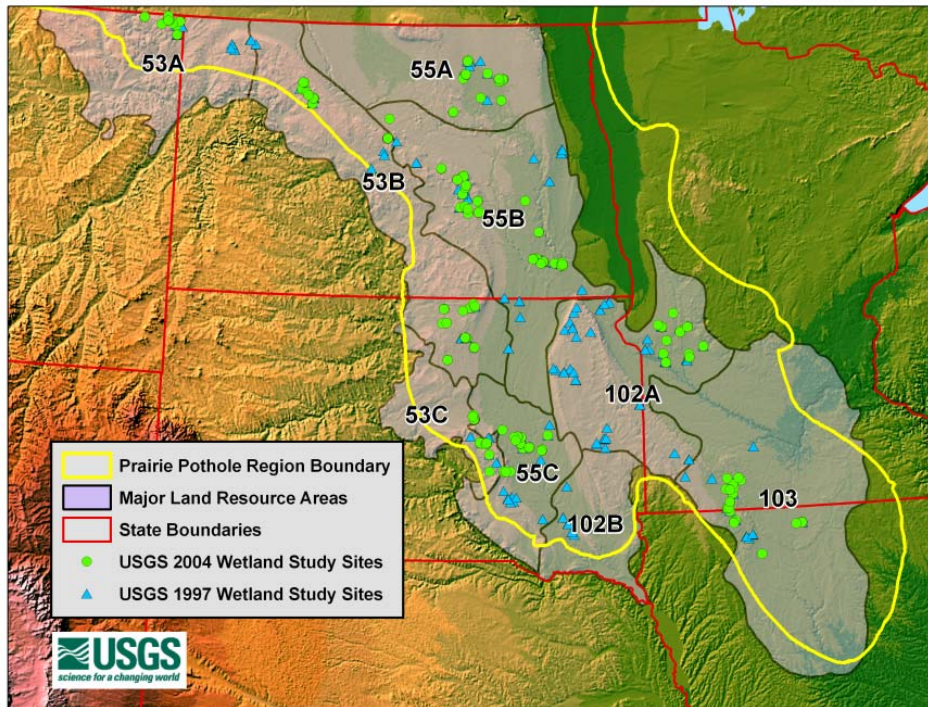 53A
55A
53B
55B
53C
102A
55C
102B
103
Prairie Pothole Region Boundary
Major Land Resource Areas
State Boundaries
USGS 2004 Wetland Study Sites
USGS 1997 Wetland Study Sites
USGS
science for a changing world